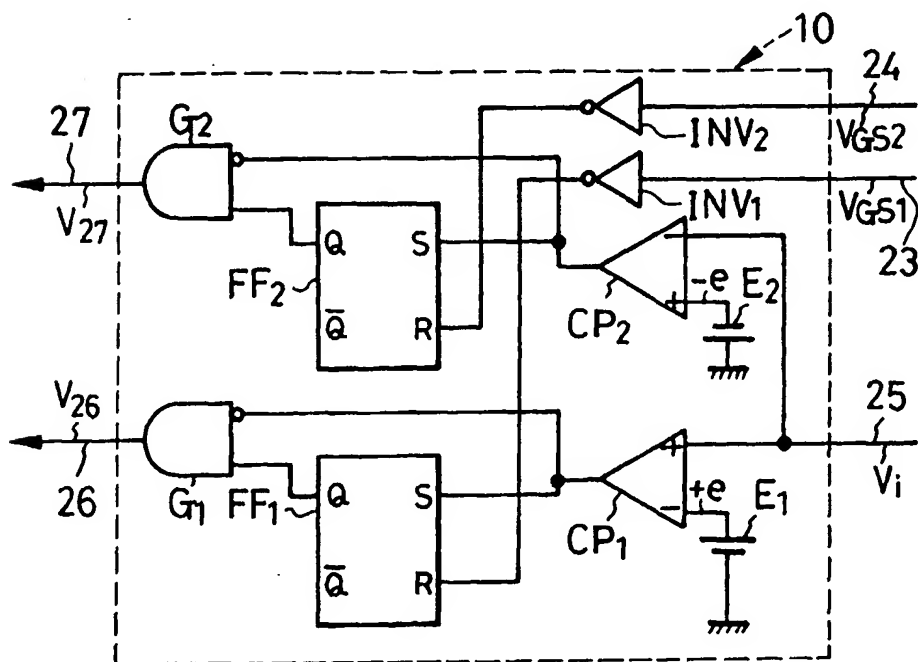 10
24
27
G2
INV2
VGS2
V27
INV1
VGS1
23
Q
S
FF2
CP2
+
−
−e
E2
Q̅
R
V26
25
26
G1
Vi
Q
S
FF1
CP1
+
−
+e
E1
Q̅
R